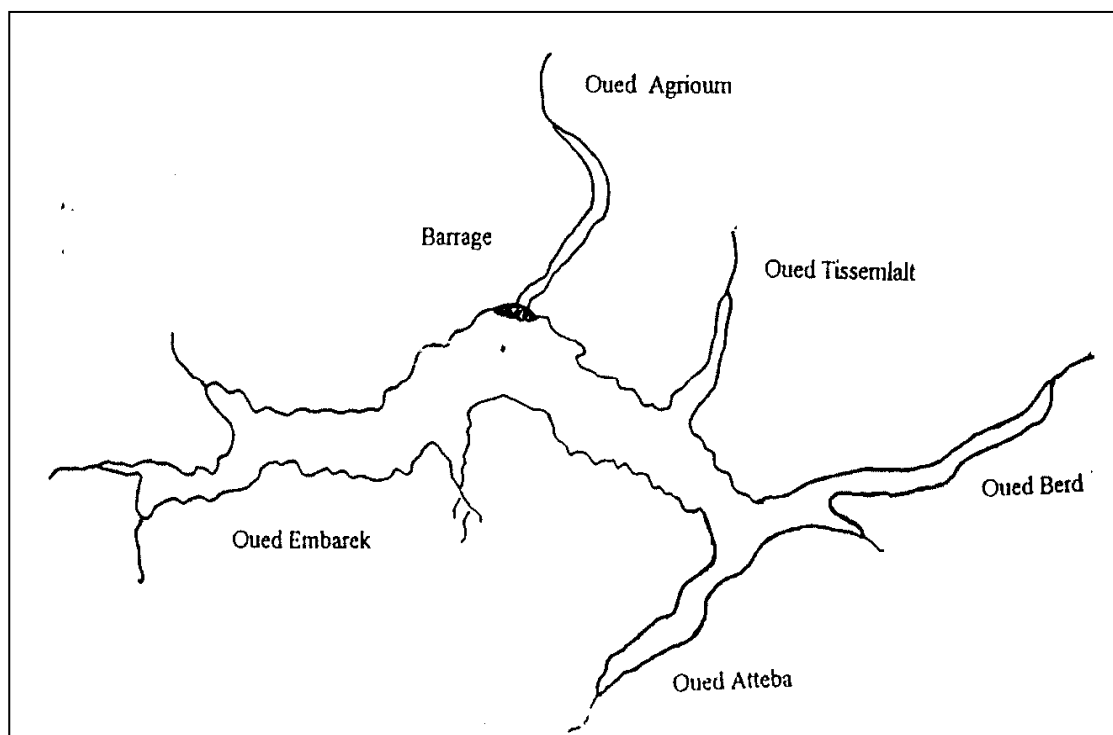 Oued Agrioum
Barrage
Oued Tissemlalt
Oued Berd
Oued Embarek
Oued Atteba